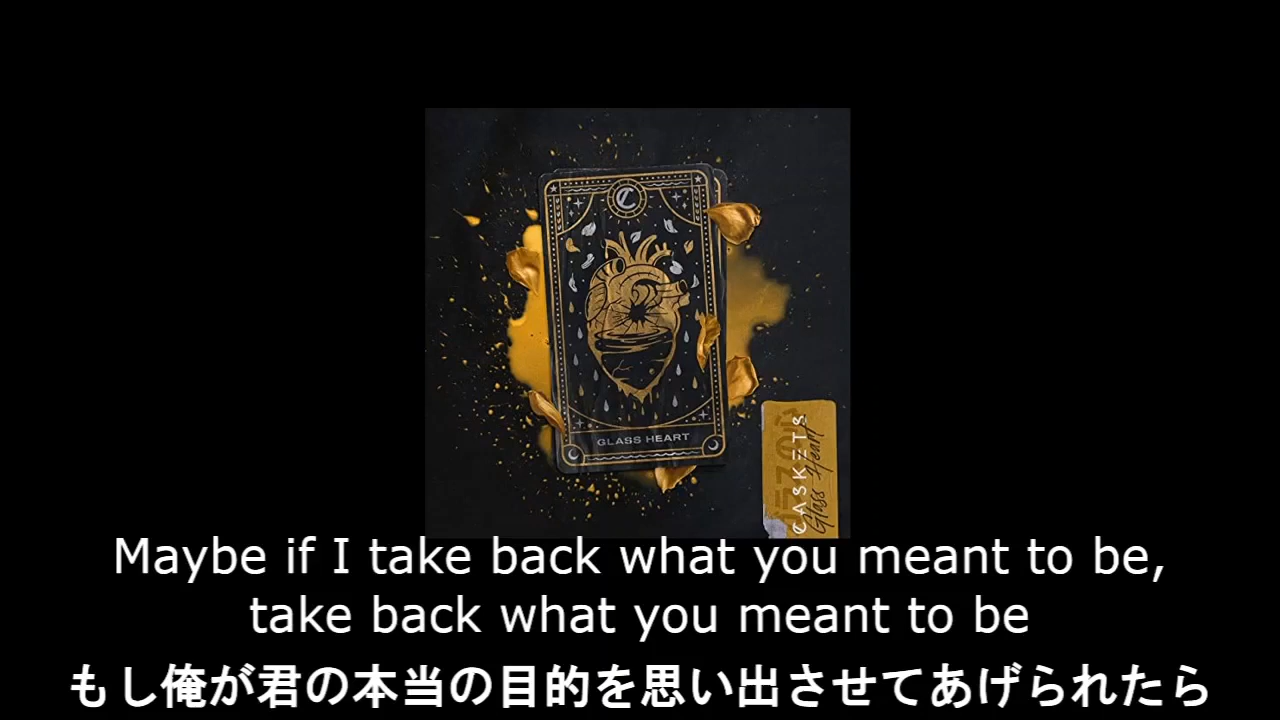 GLASS HEART
CASKETS
Glass Heart
Maybe if I take back what you meant to be,
take back what you meant to be
もし俺が君の本当の目的を思い出させてあげられたら